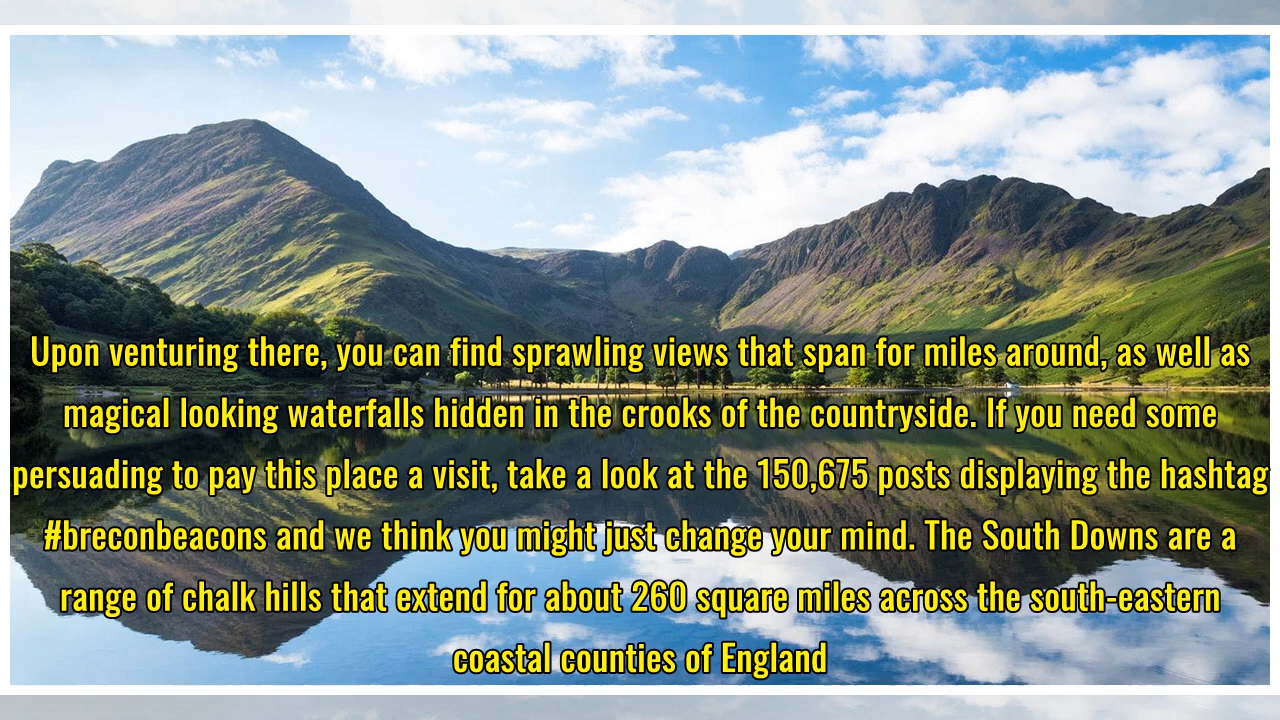 Upon venturing there, you can find sprawling views that span for miles around, as well as
magical looking waterfalls hidden in the crooks of the countryside. If you need some
persuading to pay this place a visit, take a look at the 150,675 posts displaying the hashtag
#breconbeacons and we think you might just change your mind. The South Downs are a
range of chalk hills that extend for about 260 square miles across the south-eastern
coastal counties of England